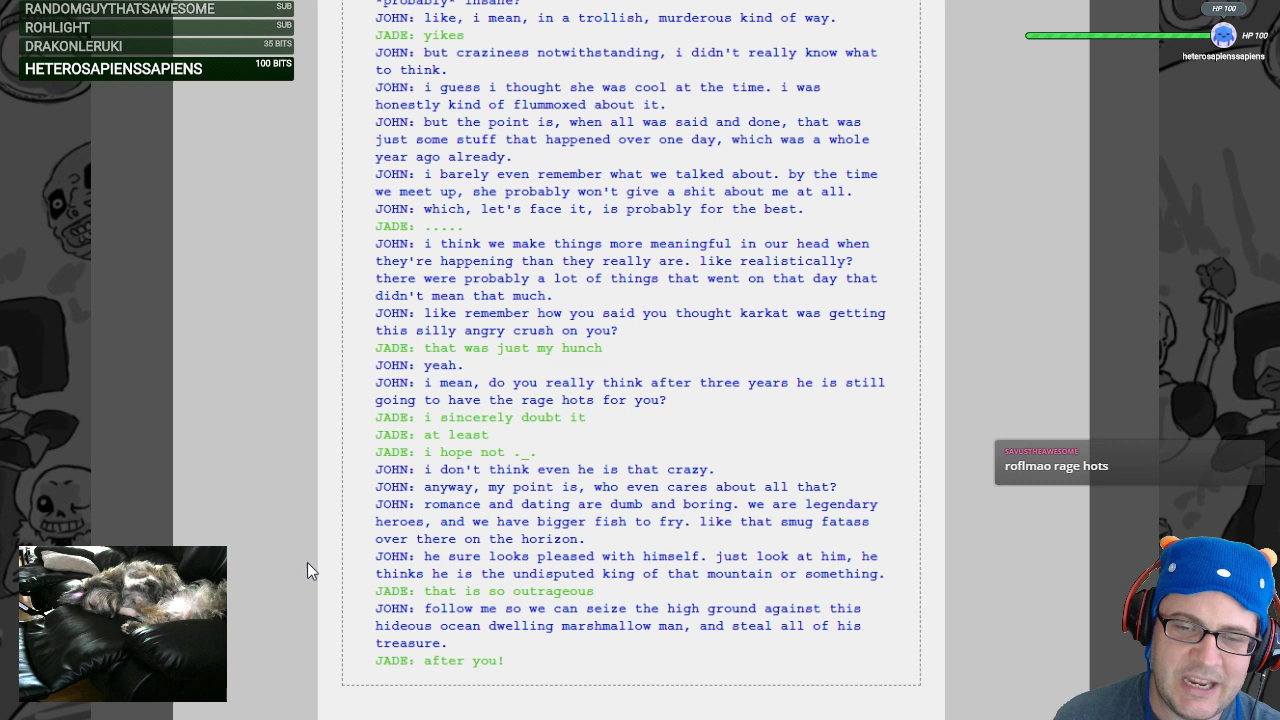 RANDOMGUYTHATSAWESOME SUB
ROHLIGHT SUB
DRAKONLERUKI 35 BITS
HETEROSAPIENSSAPIENS 100 BITS
HP 100
HP 100
heterosapienssapiens
*probably* insane?
JOHN: like, i mean, in a trollish, murderous kind of way.
JADE: yikes
JOHN: but craziness notwithstanding, i didn't really know what
to think.
JOHN: i guess i thought she was cool at the time. i was
honestly kind of flummoxed about it.
JOHN: but the point is, when all was said and done, that was
just some stuff that happened over one day, which was a whole
year ago already.
JOHN: i barely even remember what we talked about. by the time
we meet up, she probably won't give a shit about me at all.
JOHN: which, let's face it, is probably for the best.
JADE: .....
JOHN: i think we make things more meaningful in our head when
they're happening than they really are. like realistically?
there were probably a lot of things that went on that day that
didn't mean that much.
JOHN: like remember how you said you thought karkat was getting
this silly angry crush on you?
JADE: that was just my hunch
JOHN: yeah.
JOHN: i mean, do you really think after three years he is still
going to have the rage hots for you?
JADE: i sincerely doubt it
JADE: at least
JADE: i hope not ._.
JOHN: i don't think even he is that crazy.
JOHN: anyway, my point is, who even cares about all that?
JOHN: romance and dating are dumb and boring. we are legendary
heroes, and we have bigger fish to fry. like that smug fatass
over there on the horizon.
JOHN: he sure looks pleased with himself. just look at him, he
thinks he is the undisputed king of that mountain or something.
JADE: that is so outrageous
JOHN: follow me so we can seize the high ground against this
hideous ocean dwelling marshmallow man, and steal all of his
treasure.
JADE: after you!
SAVUSTHEAWESOME
roflmao rage hots